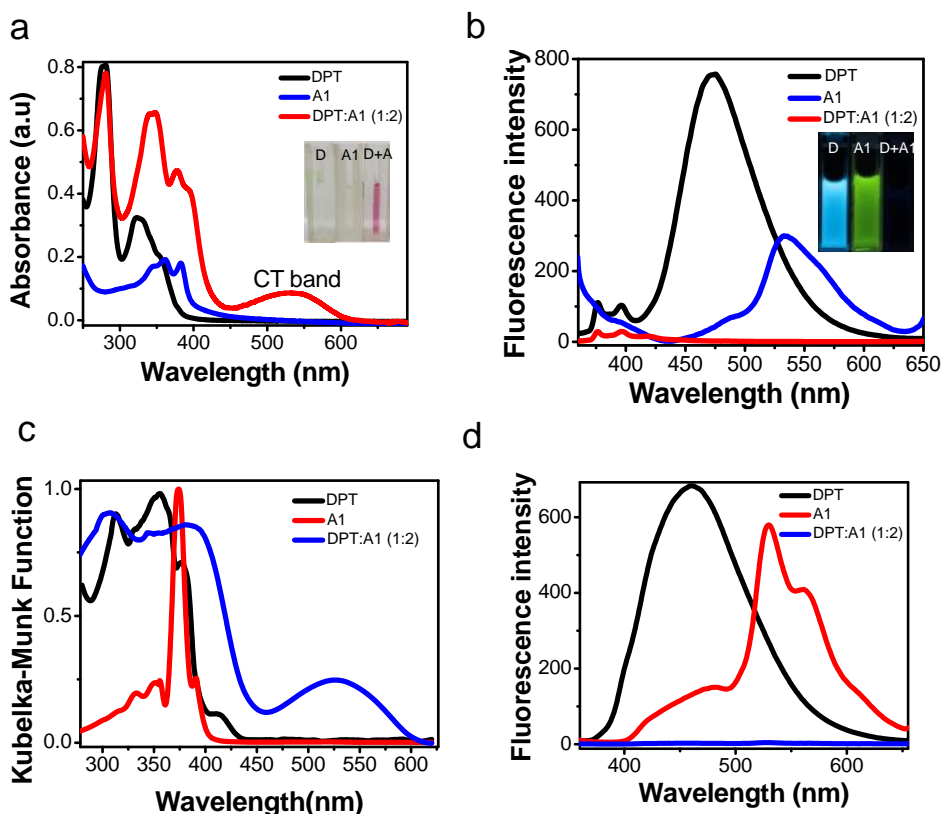 a
Absorbance (a.u)
0.8
0.6
0.4
0.2
0.0
DPT
A1
DPT:A1 (1:2)
D A1 D+A
CT band
300 350 400 450 500 550 600
Wavelength (nm)
b
Fluorescence intensity
800
600
400
200
0
DPT
A1
DPT:A1 (1:2)
D A1 D+A1
400 450 500 550 600 650
Wavelength (nm)
c
Kubelka-Munk Function
1.0
0.5
0.0
DPT
A1
DPT:A1 (1:2)
300 350 400 450 500 550 600
Wavelength(nm)
d
Fluorescence intensity
600
400
200
0
DPT
A1
DPT:A1 (1:2)
400 500 600
Wavelength (nm)